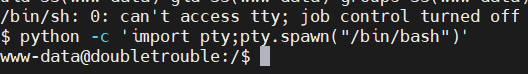 /bin/sh: 0: can't access tty; job control turned off
$ python -c 'import pty;pty.spawn("/bin/bash")'
www-data@doubletrouble:/$